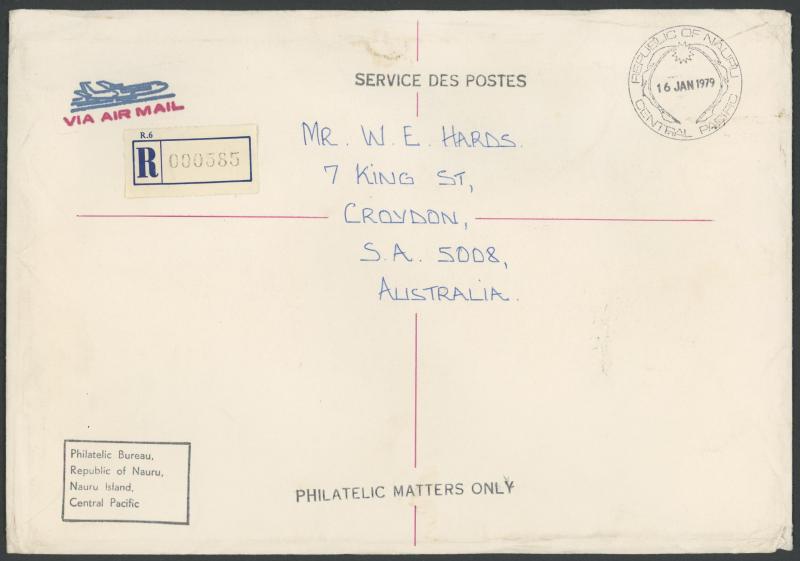 SERVICE DES POSTES
REPUBLIC OF NAURU
16 JAN 1979
CENTRAL PACIFIC
VIA AIR MAIL
R.6
R 000385
MR. W. E. HARDS.
7 KING ST,
CROYDON,
S.A. 5008,
AUSTRALIA.
Philatelic Bureau,
Republic of Nauru,
Nauru Island,
Central Pacific
PHILATELIC MATTERS ONLY